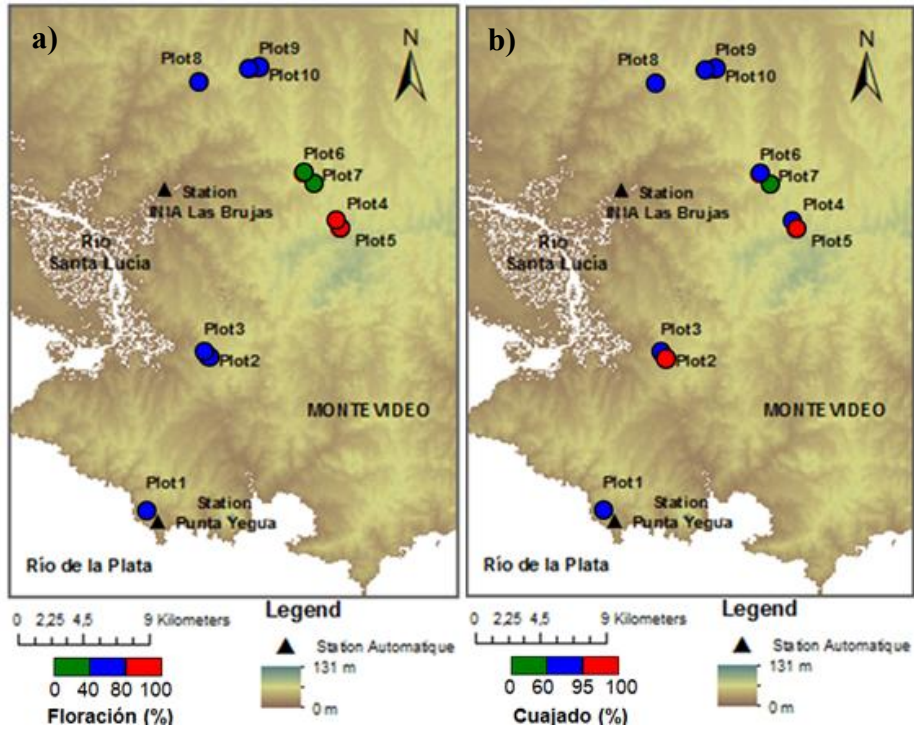 a)
N
Plot8
Plot9
Plot10
Plot6
Plot7
Station
INIA Las Brujas
Plot4
Plot5
Río
Santa Lucia
Plot3
Plot2
MONTEVIDEO
Plot1
Station
Punta Yegua
Río de la Plata
0 2,25 4,5 9 Kilometers
Legend
Station Automatique
131 m
0 m
0 40 80 100
Floración (%)
b)
N
Plot8
Plot9
Plot10
Plot6
Plot7
Station
INIA Las Brujas
Plot4
Plot5
Río
Santa Lucia
Plot3
Plot2
MONTEVIDEO
Plot1
Station
Punta Yegua
Río de la Plata
0 2,25 4,5 9 Kilometers
Legend
Station Automatique
131 m
0 m
0 60 95 100
Cuajado (%)